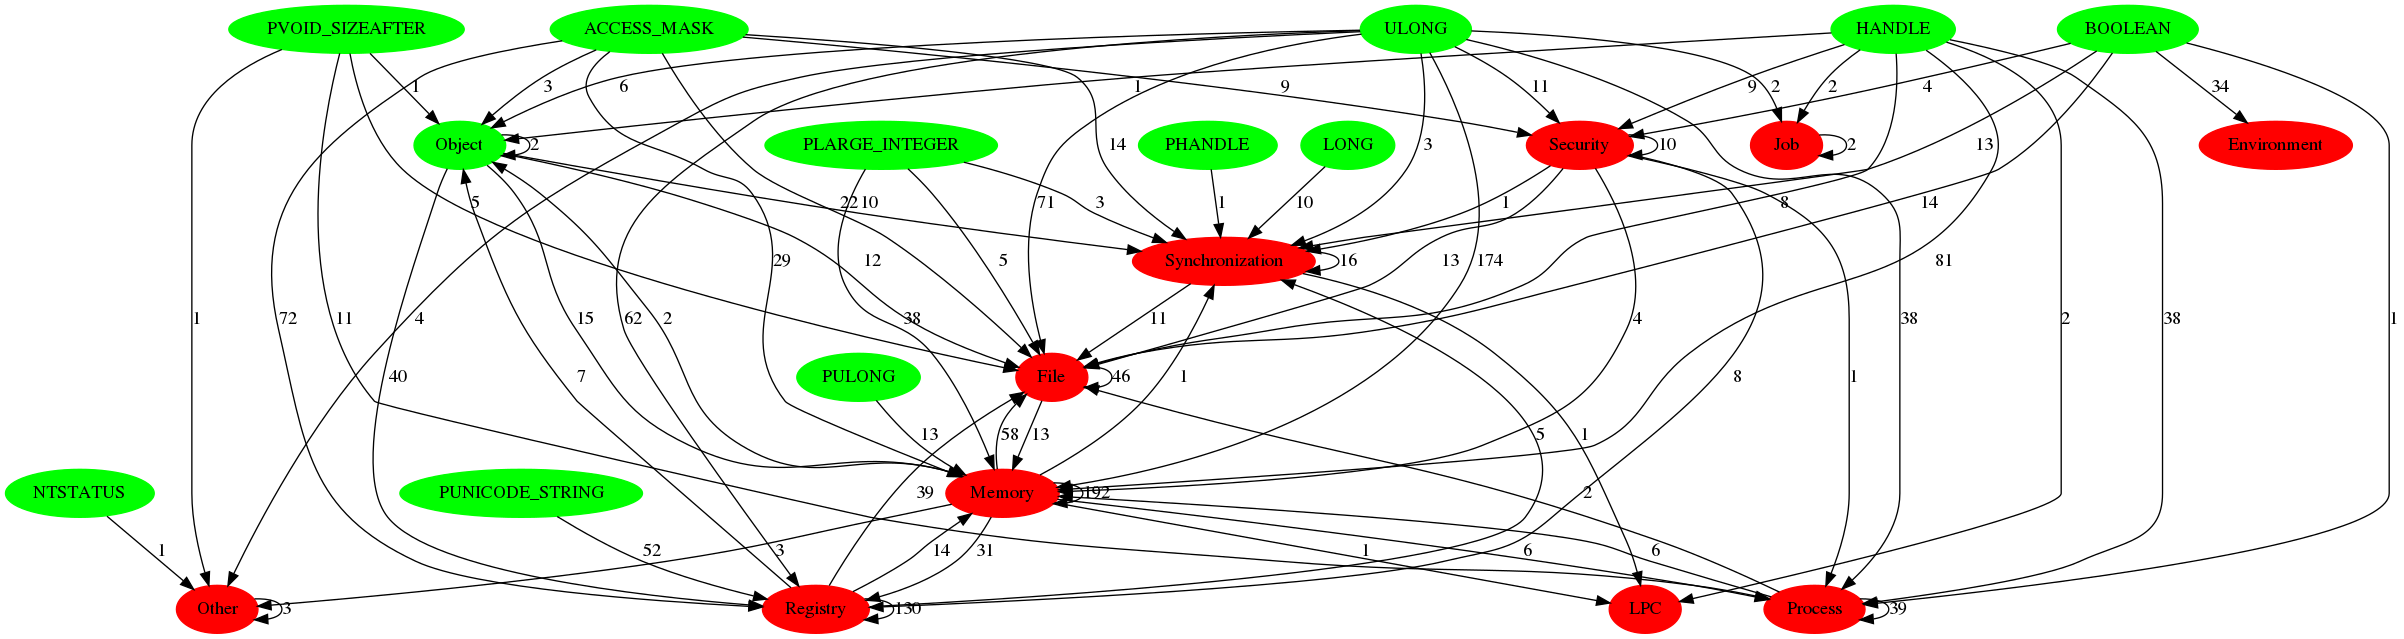 PVOID_SIZEAFTER ACCESS_MASK ULONG HANDLE BOOLEAN
1 3 6 1 9 11 2 9 2 4 34
Object PLARGE_INTEGER PHANDLE LONG Security Job Environment
2 14 3 10 2 13
5 22 10 71 3 1 10 1 8 14
Synchronization
29 12 5 16 13 174 81
1 72 11 4 40 15 62 2 38 11 4 38 2 38 1
PULONG File
7 46 1 8 1
13 58 13 1 5
NTSTATUS PUNICODE_STRING Memory
39 192 2
1 52 3 14 31 1 6 6
Other Registry LPC Process
3 130 39